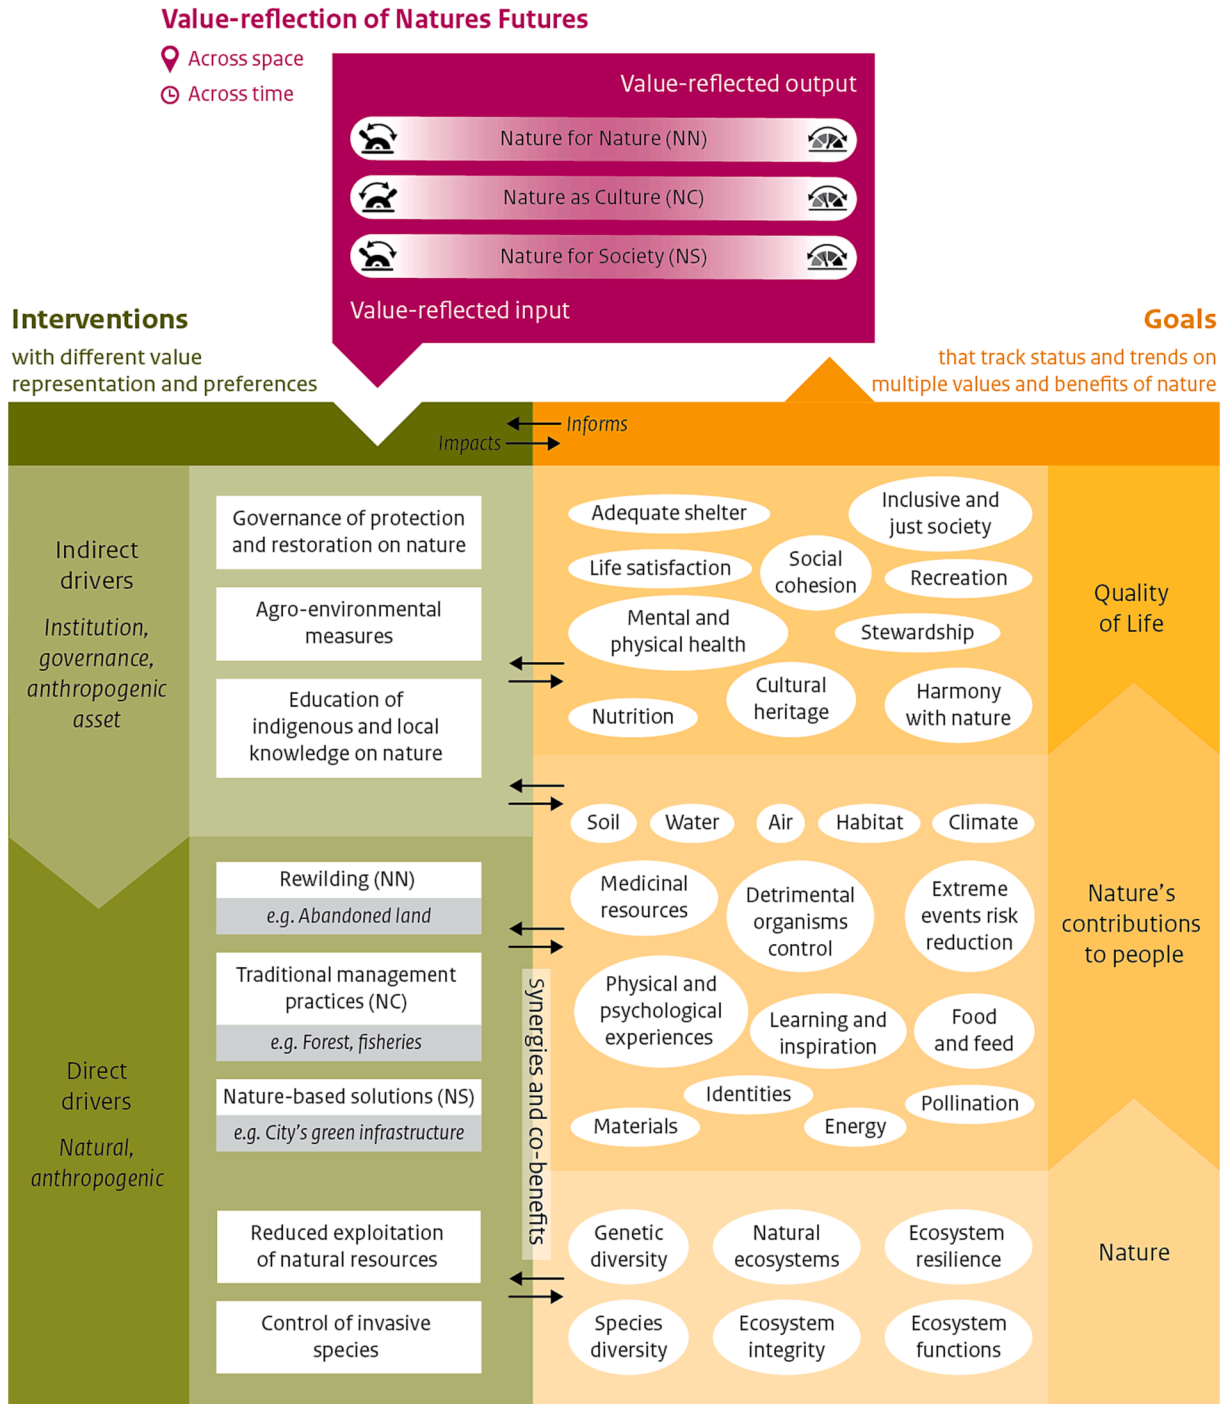 Value-reflection of Natures Futures
Across space
Across time
Value-reflected output
Nature for Nature (NN)
Nature as Culture (NC)
Nature for Society (NS)
Value-reflected input
Interventions
with different value
representation and preferences
Goals
that track status and trends on
multiple values and benefits of nature
Informs
Impacts
Indirect
drivers
Institution,
governance,
anthropogenic
asset
Governance of protection
and restoration on nature
Agro-environmental
measures
Education of
indigenous and local
knowledge on nature
Direct
drivers
Natural,
anthropogenic
Rewilding (NN)
e.g. Abandoned land
Traditional management
practices (NC)
e.g. Forest, fisheries
Nature-based solutions (NS)
e.g. City's green infrastructure
Reduced exploitation
of natural resources
Control of invasive
species
Synergies and co-benefits
Adequate shelter
Inclusive and
just society
Life satisfaction
Social
cohesion
Recreation
Mental and
physical health
Stewardship
Cultural
heritage
Harmony
with nature
Nutrition
Quality
of Life
Soil
Water
Air
Habitat
Climate
Medicinal
resources
Detrimental
organisms
control
Extreme
events risk
reduction
Physical and
psychological
experiences
Learning and
inspiration
Food
and feed
Identities
Pollination
Materials
Energy
Nature's
contributions
to people
Genetic
diversity
Natural
ecosystems
Ecosystem
resilience
Species
diversity
Ecosystem
integrity
Ecosystem
functions
Nature